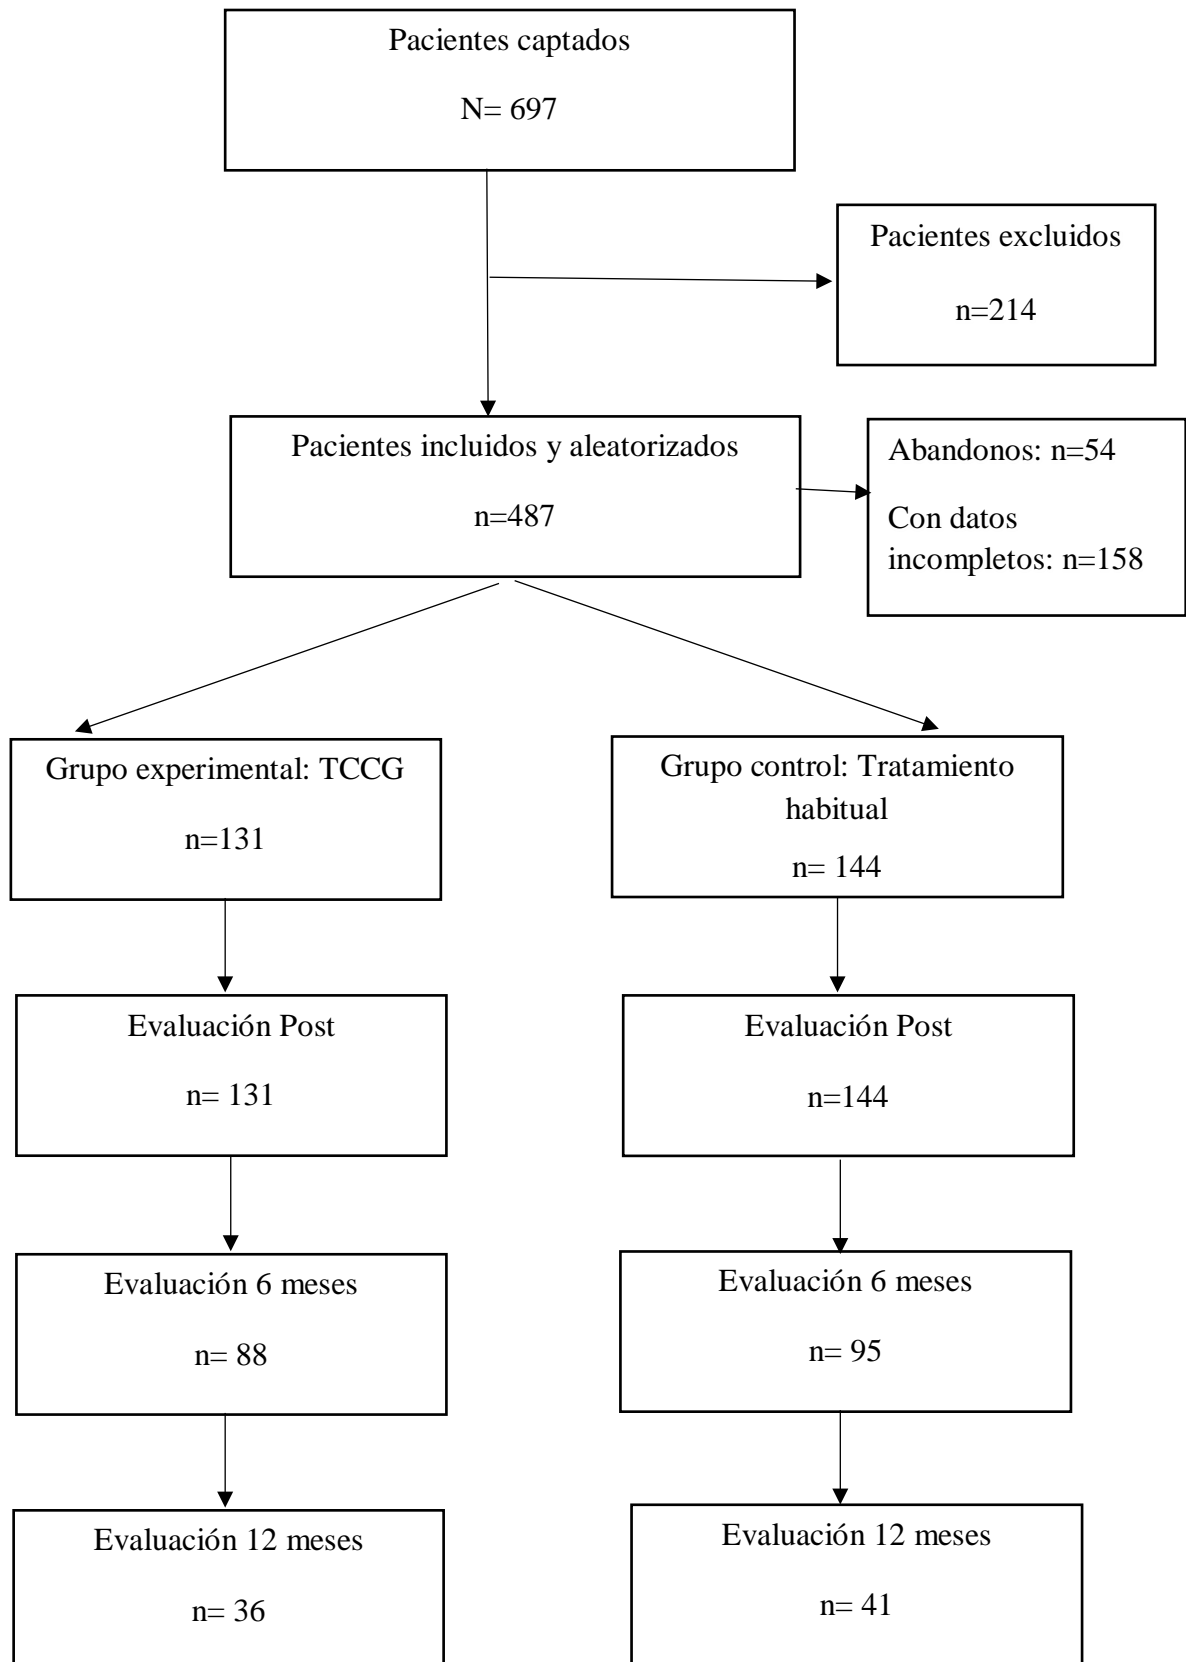 Pacientes captados
N= 697
Pacientes excluidos
n=214
Pacientes incluidos y aleatorizados
n=487
Abandonos: n=54
Con datos
incompletos: n=158
Grupo experimental: TCCG
n=131
Grupo control: Tratamiento
habitual
n= 144
Evaluación Post
n= 131
Evaluación Post
n=144
Evaluación 6 meses
n= 88
Evaluación 6 meses
n= 95
Evaluación 12 meses
n= 36
Evaluación 12 meses
n= 41